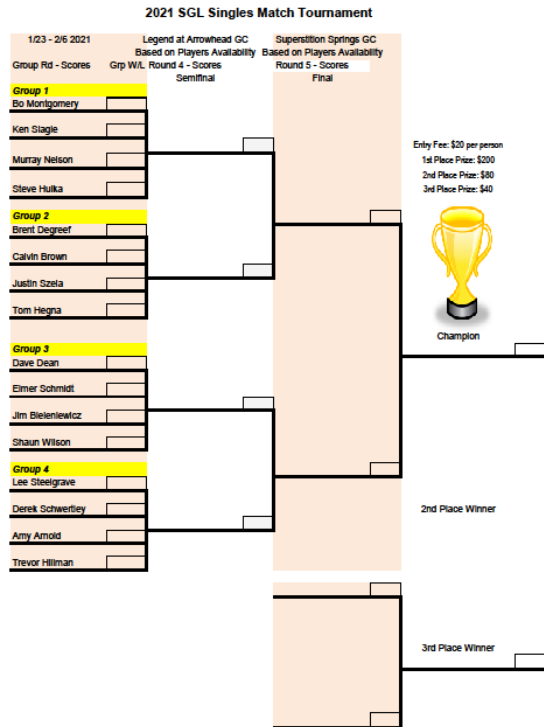 2021 SGL Singles Match Tournament
1/23 - 2/6 2021
Legend at Arrowhead GC
Superstition Springs GC
Based on Players Availability
Based on Players Availability
Group Rd - Scores
Grp W/L
Round 4 - Scores
Round 5 - Scores
Semifinal
Final
Group 1
Bo Montgomery
Ken Slagle
Murray Nelson
Steve Hulka
Group 2
Brent Degreef
Calvin Brown
Justin Szela
Tom Hegna
Group 3
Dave Dean
Elmer Schmidt
Jim Bieleniewicz
Shaun Wilson
Group 4
Lee Steelgrave
Derek Schwertley
Amy Arnold
Trevor Hillman
Entry Fee: $20 per person
1st Place Prize: $200
2nd Place Prize: $80
3rd Place Prize: $40
Champion
2nd Place Winner
3rd Place Winner